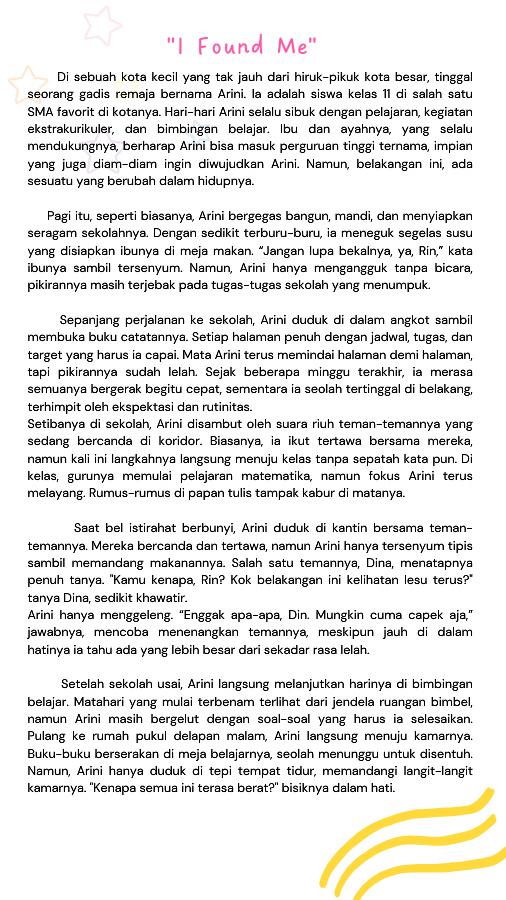 "I Found Me"
Di sebuah kota kecil yang tak jauh dari hiruk-pikuk kota besar, tinggal
seorang gadis remaja bernama Arini. Ia adalah siswa kelas 11 di salah satu
SMA favorit di kotanya. Hari-hari Arini selalu sibuk dengan pelajaran, kegiatan
ekstrakurikuler, dan bimbingan belajar. Ibu dan ayahnya, yang selalu
mendukungnya, berharap Arini bisa masuk perguruan tinggi ternama, impian
yang juga diam-diam ingin diwujudkan Arini. Namun, belakangan ini, ada
sesuatu yang berubah dalam hidupnya.
Pagi itu, seperti biasanya, Arini bergegas bangun, mandi, dan menyiapkan
seragam sekolahnya. Dengan sedikit terburu-buru, ia meneguk segelas susu
yang disiapkan ibunya di meja makan. “Jangan lupa bekalnya, ya, Rin,” kata
ibunya sambil tersenyum. Namun, Arini hanya mengangguk tanpa bicara,
pikirannya masih terjebak pada tugas-tugas sekolah yang menumpuk.
Sepanjang perjalanan ke sekolah, Arini duduk di dalam angkot sambil
membuka buku catatannya. Setiap halaman penuh dengan jadwal, tugas, dan
target yang harus ia capai. Mata Arini terus memindai halaman demi halaman,
tapi pikirannya sudah lelah. Sejak beberapa minggu terakhir, ia merasa
semuanya bergerak begitu cepat, sementara ia seolah tertinggal di belakang,
terhimpit oleh ekspektasi dan rutinitas.
Setibanya di sekolah, Arini disambut oleh suara riuh teman-temannya yang
sedang bercanda di koridor. Biasanya, ia ikut tertawa bersama mereka,
namun kali ini langkahnya langsung menuju kelas tanpa sepatah kata pun. Di
kelas, gurunya memulai pelajaran matematika, namun fokus Arini terus
melayang. Rumus-rumus di papan tulis tampak kabur di matanya.
Saat bel istirahat berbunyi, Arini duduk di kantin bersama teman-
temannya. Mereka bercanda dan tertawa, namun Arini hanya tersenyum tipis
sambil memandang makanannya. Salah satu temannya, Dina, menatapnya
penuh tanya. "Kamu kenapa, Rin? Kok belakangan ini kelihatan lesu terus?"
tanya Dina, sedikit khawatir.
Arini hanya menggeleng. “Enggak apa-apa, Din. Mungkin cuma capek aja,”
jawabnya, mencoba menenangkan temannya, meskipun jauh di dalam
hatinya ia tahu ada yang lebih besar dari sekadar rasa lelah.
Setelah sekolah usai, Arini langsung melanjutkan harinya di bimbingan
belajar. Matahari yang mulai terbenam terlihat dari jendela ruangan bimbel,
namun Arini masih bergelut dengan soal-soal yang harus ia selesaikan.
Pulang ke rumah pukul delapan malam, Arini langsung menuju kamarnya.
Buku-buku berserakan di meja belajarnya, seolah menunggu untuk disentuh.
Namun, Arini hanya duduk di tepi tempat tidur, memandangi langit-langit
kamarnya. "Kenapa semua ini terasa berat?" bisiknya dalam hati.